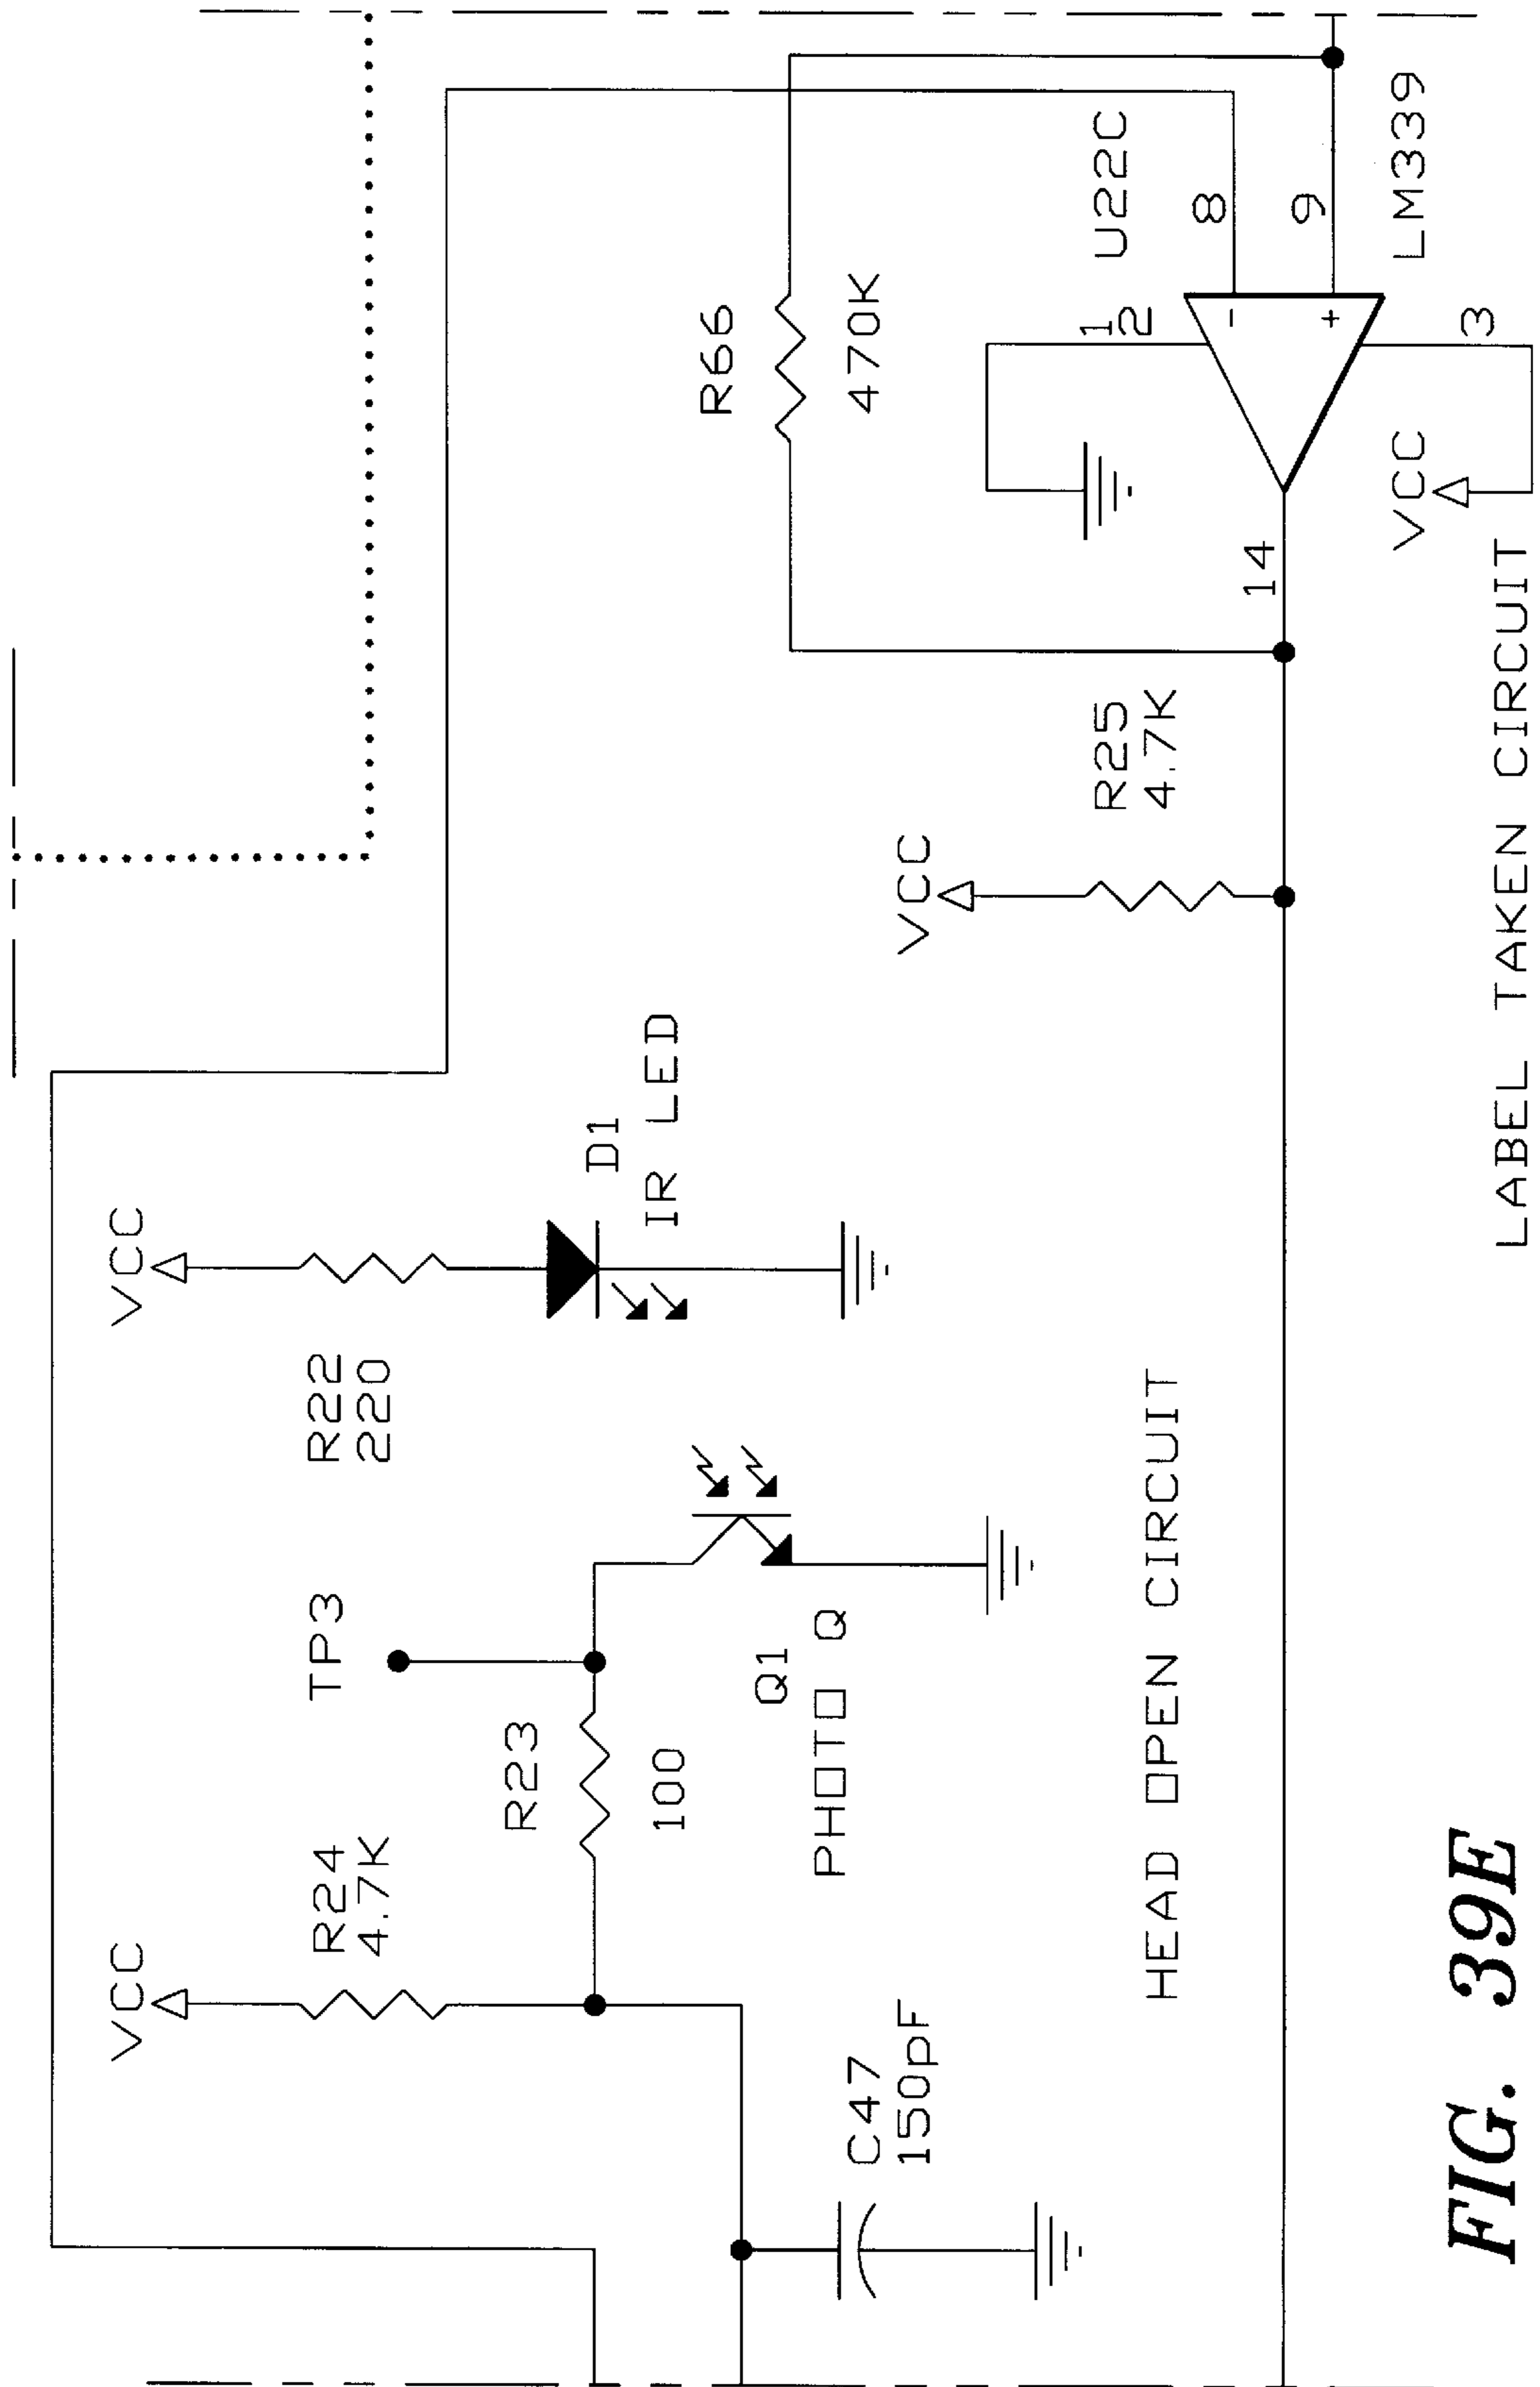 VCC
R24
4.7K
TP3
R22
220
VCC
R23
100
D1
IR LED
Q1
PHOTO Q
C47
150pF
HEAD OPEN CIRCUIT
VCC
R25
4.7K
R66
470K
1
2
U22C
8
-
9
+
14
3
VCC
LM339
LABEL TAKEN CIRCUIT
FIG. 39E